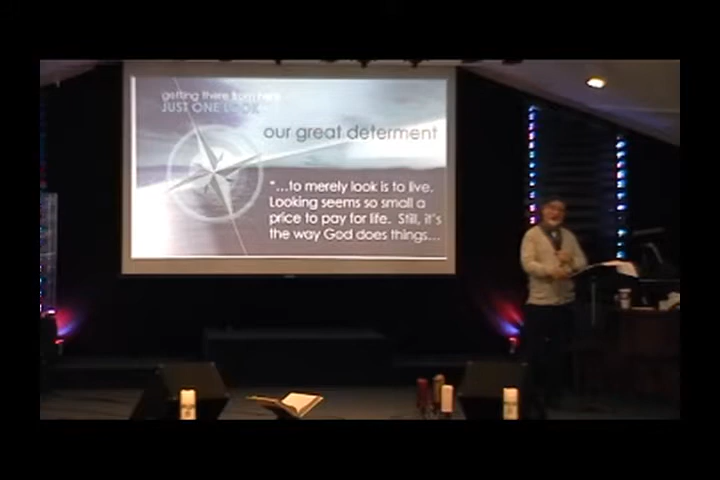 getting there from here
JUST ONE LOOK
our great determent
"...to merely look is to live.
Looking seems so small a
price to pay for life. Still, it's
the way God does things...